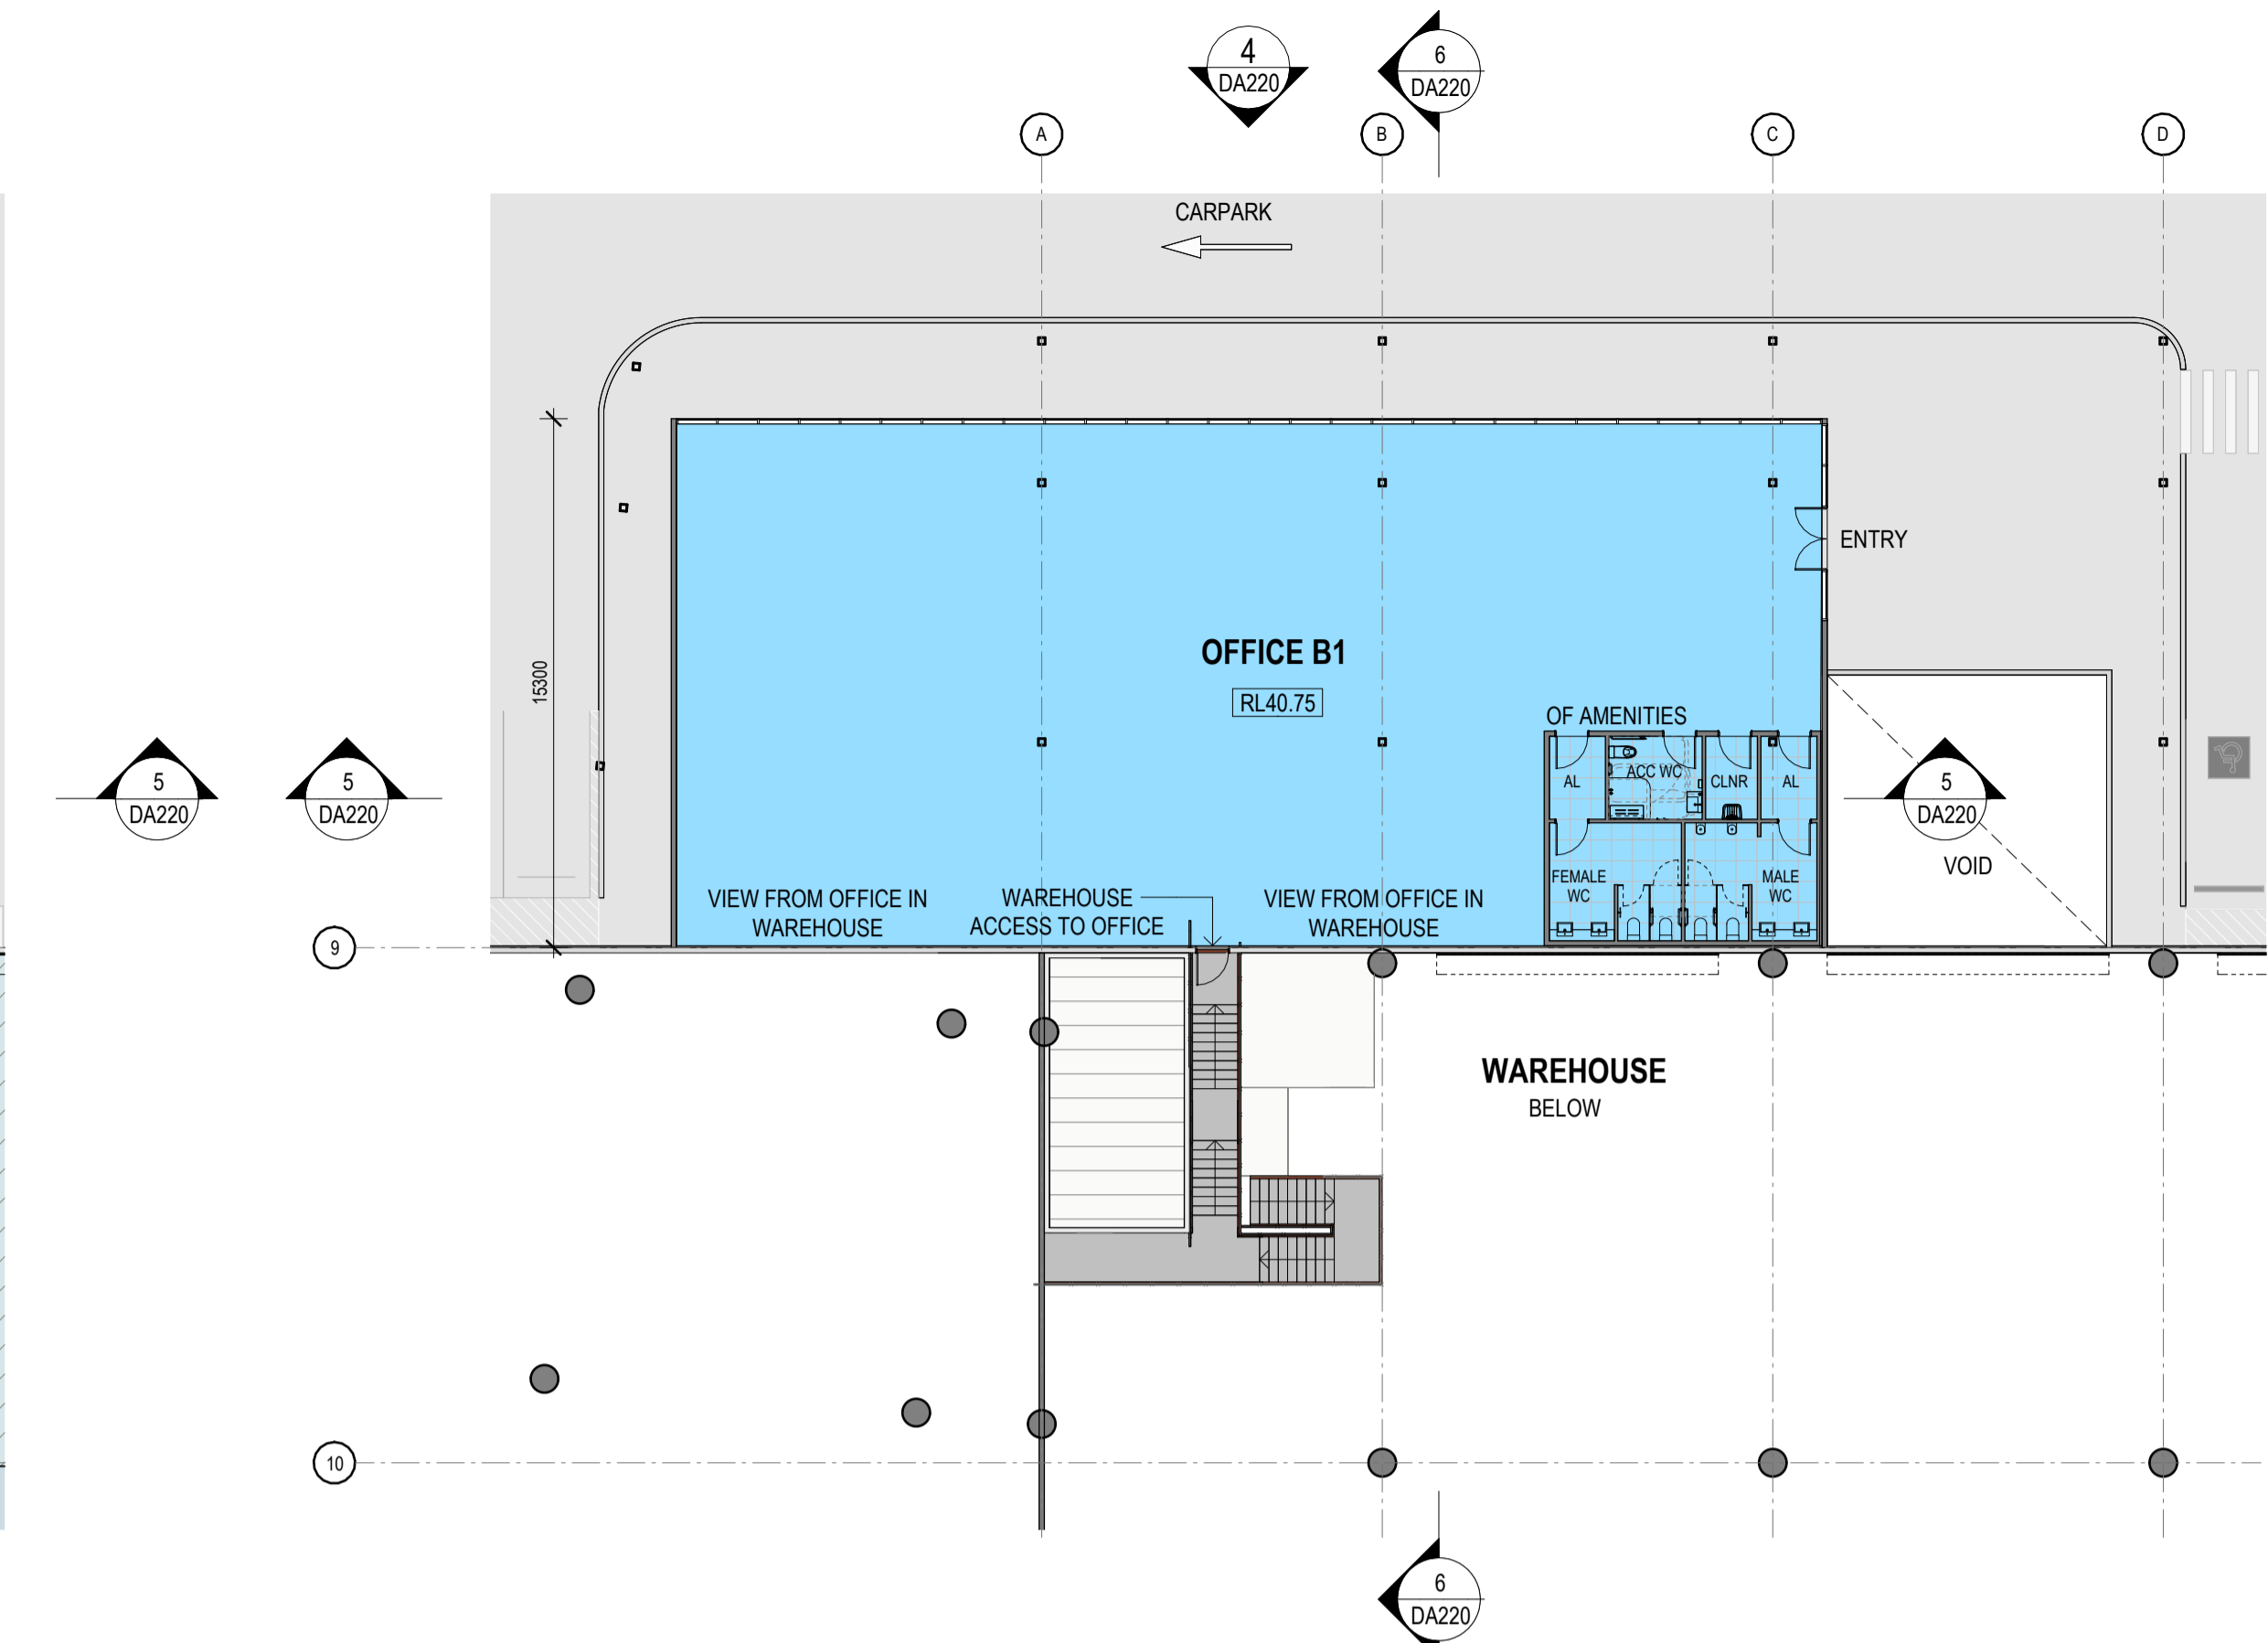 4
DA220
6
DA220
A
B
C
D
CARPARK
ENTRY
15300
OFFICE B1
RL40.75
OF AMENITIES
AL
ACC WC
CLNR
AL
5
DA220
5
DA220
5
DA220
VOID
FEMALE
WC
MALE
WC
VIEW FROM OFFICE IN
WAREHOUSE
WAREHOUSE
ACCESS TO OFFICE
VIEW FROM OFFICE IN
WAREHOUSE
9
WAREHOUSE
BELOW
10
6
DA220